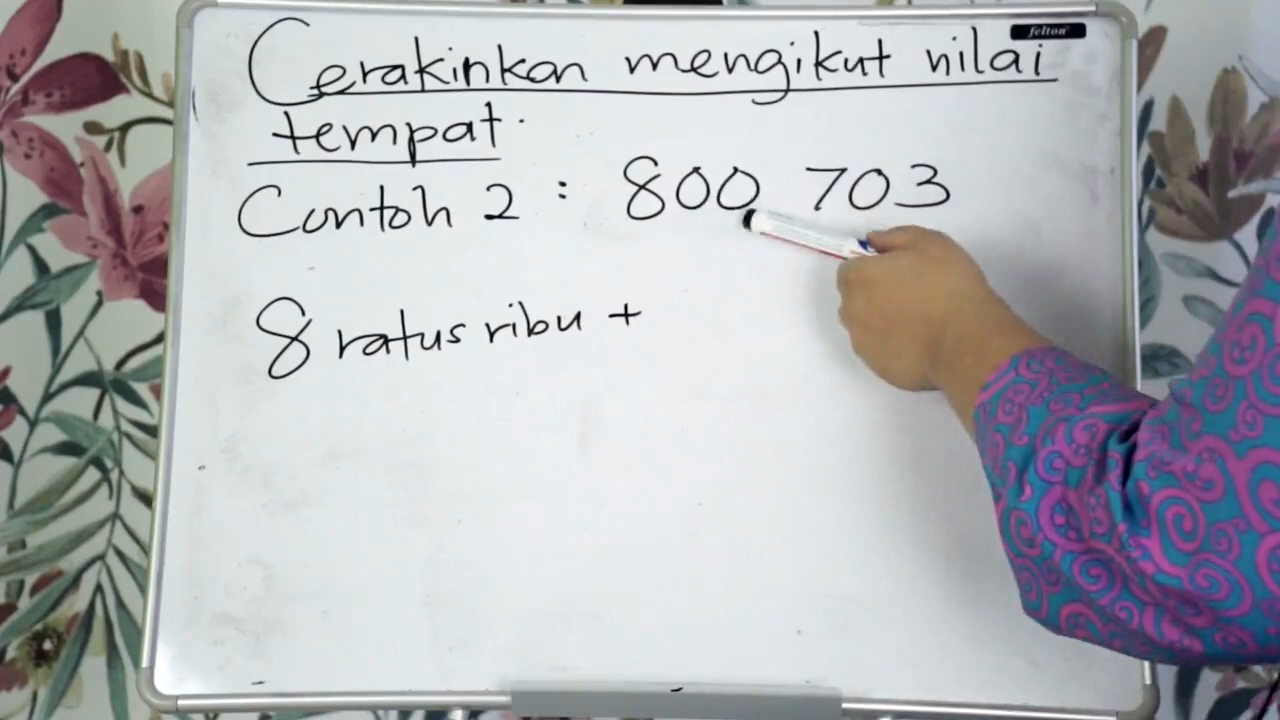 felton
Cerakinkan mengikut nilai
tempat.
Contoh 2 : 800 703
8 ratus ribu +